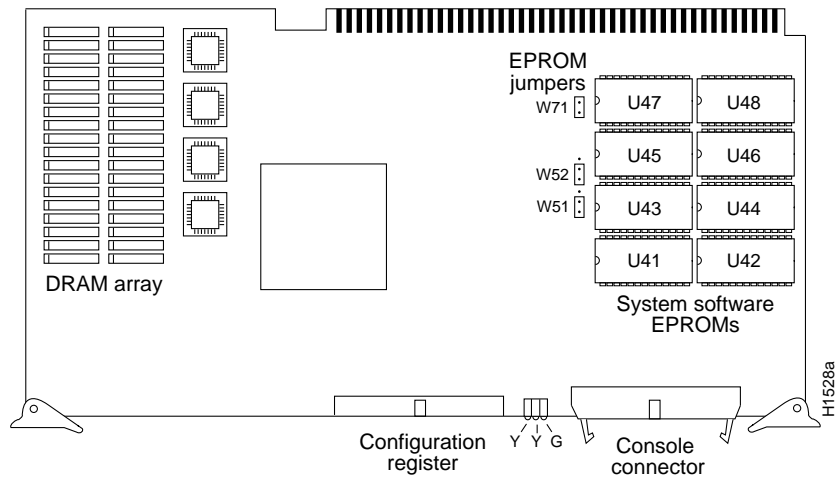 EPROM
jumpers
W71
U47 U48
U45 U46
W52
W51
U43 U44
U41 U42
DRAM array
System software
EPROMs
H1528a
Configuration
register
Y Y G
Console
connector